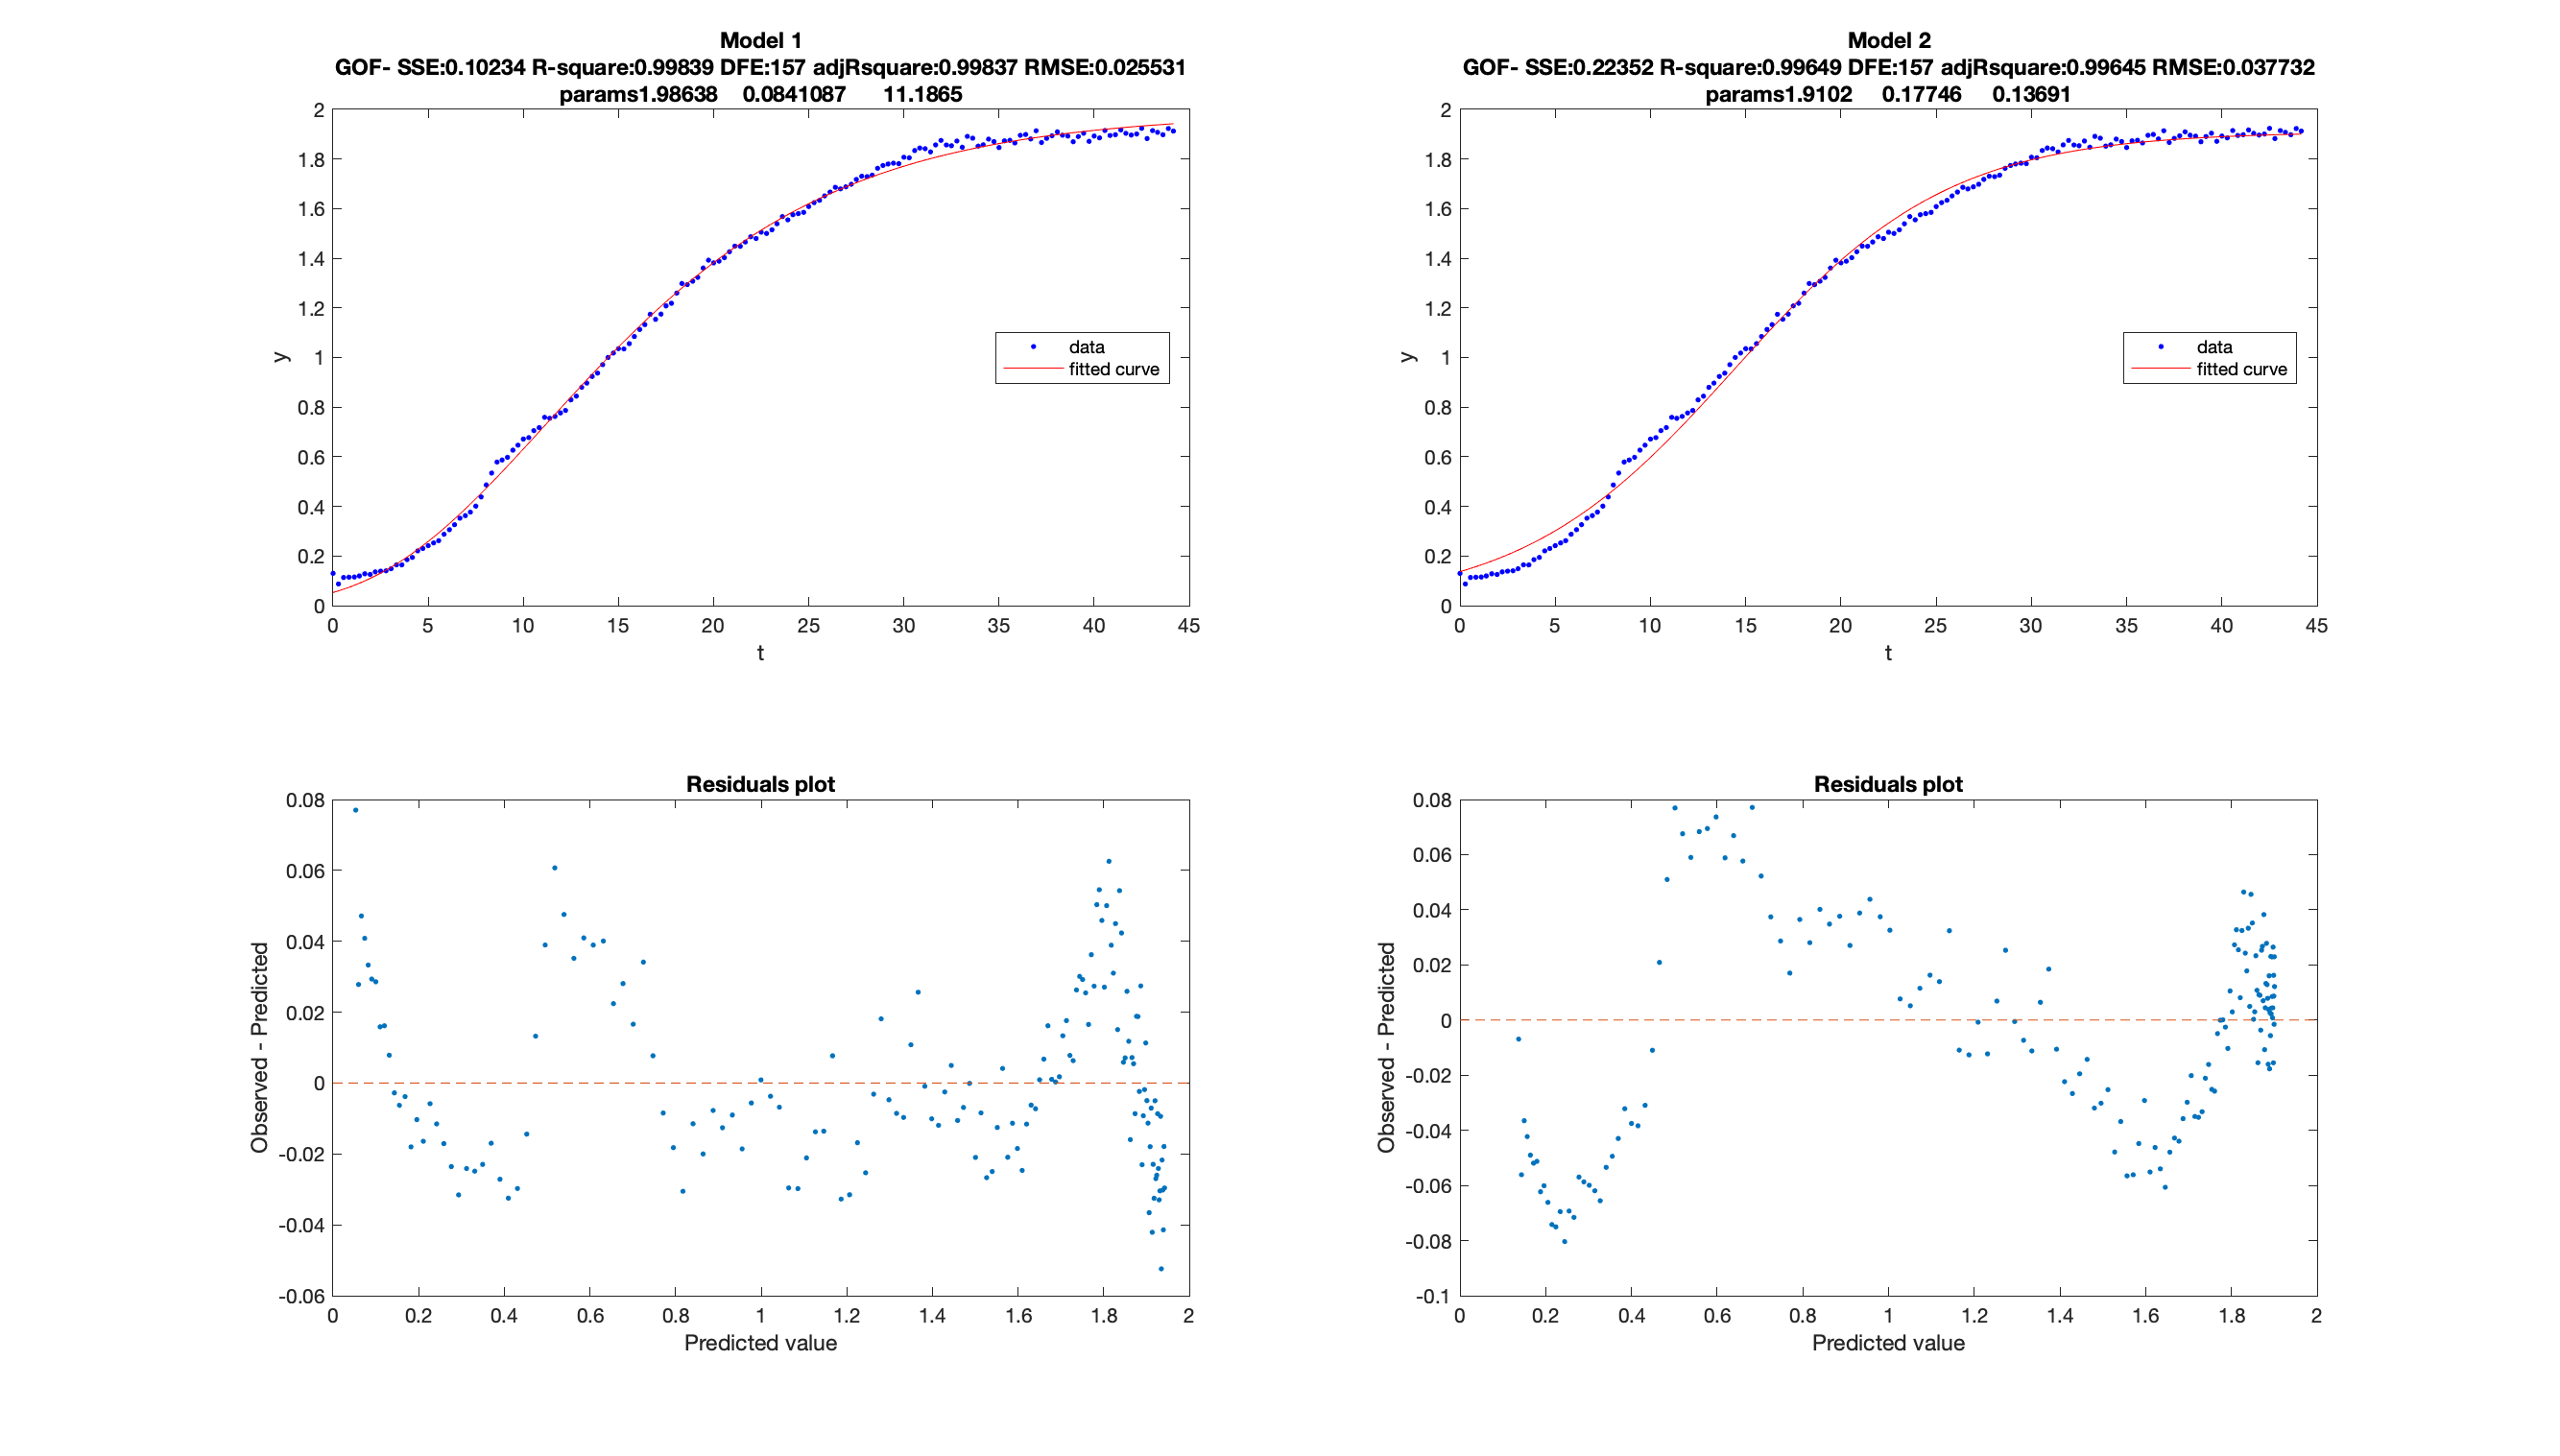 Model 1
GOF- SSE:0.10234 R-square:0.99839 DFE:157 adjRsquare:0.99837 RMSE:0.025531
params1.98638 0.0841087 11.1865
2
1.8
1.6
1.4
1.2
1
0.8
0.6
0.4
0.2
0
y
data
fitted curve
0 5 10 15 20 25 30 35 40 45
t
Model 2
GOF- SSE:0.22352 R-square:0.99649 DFE:157 adjRsquare:0.99645 RMSE:0.037732
params1.9102 0.17746 0.13691
2
1.8
1.6
1.4
1.2
1
0.8
0.6
0.4
0.2
0
y
data
fitted curve
0 5 10 15 20 25 30 35 40 45
t
Residuals plot
0.08
0.06
0.04
0.02
0
-0.02
-0.04
-0.06
Observed - Predicted
0 0.2 0.4 0.6 0.8 1 1.2 1.4 1.6 1.8 2
Predicted value
Residuals plot
0.08
0.06
0.04
0.02
0
-0.02
-0.04
-0.06
-0.08
-0.1
Observed - Predicted
0 0.2 0.4 0.6 0.8 1 1.2 1.4 1.6 1.8 2
Predicted value